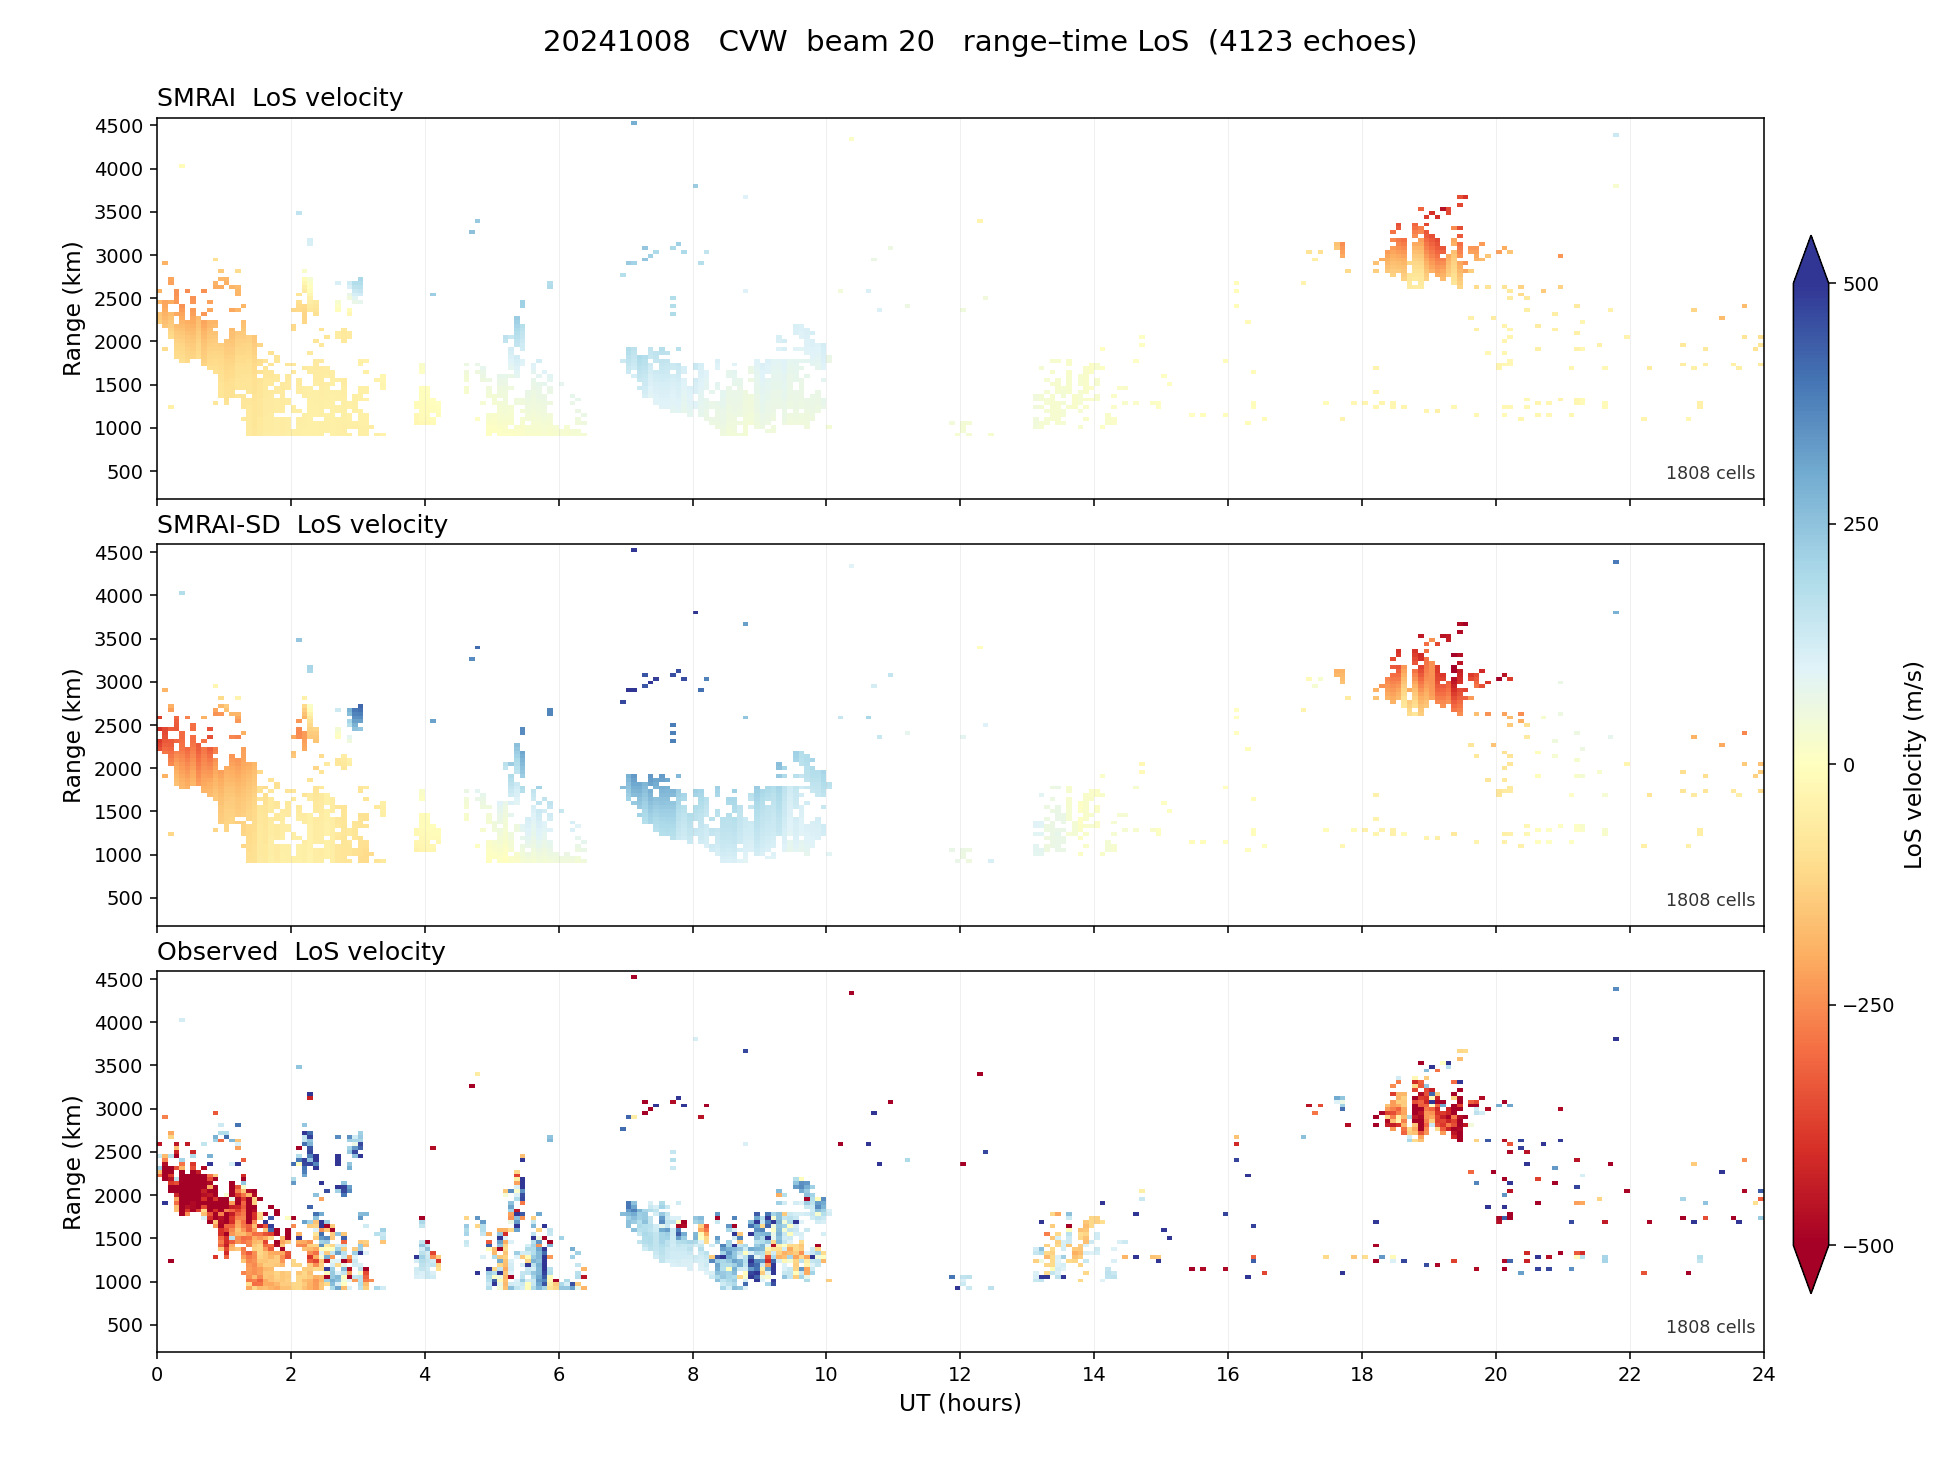 20241008   CVW  beam 20   range–time LoS  (4123 echoes)
SMRAI  LoS velocity
4500
4000
3500
3000
2500
2000
1500
1000
500
Range (km)
1808 cells
SMRAI-SD  LoS velocity
4500
4000
3500
3000
2500
2000
1500
1000
500
Range (km)
1808 cells
Observed  LoS velocity
4500
4000
3500
3000
2500
2000
1500
1000
500
Range (km)
1808 cells
0 2 4 6 8 10 12 14 16 18 20 22 24
UT (hours)
500
250
0
−250
−500
LoS velocity (m/s)